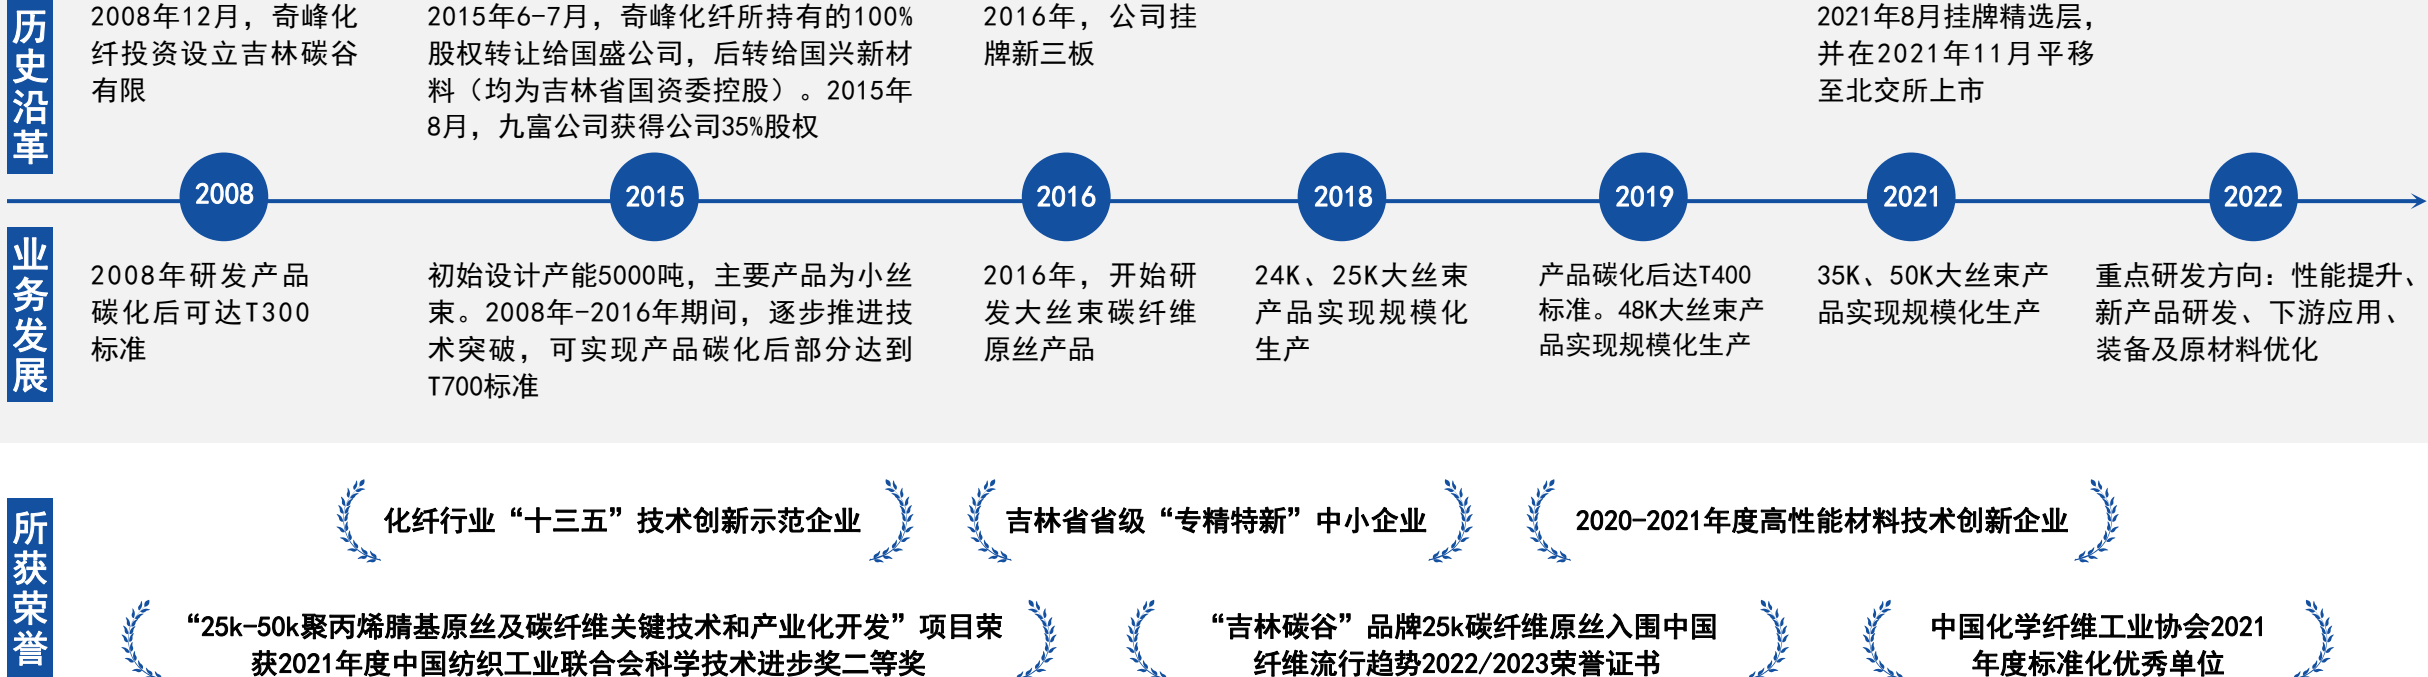 历史沿革
2008年12月，奇峰化
纤投资设立吉林碳谷
有限
2015年6-7月，奇峰化纤所持有的100%
股权转让给国盛公司，后转给国兴新材
料（均为吉林省国资委控股）。2015年
8月，九富公司获得公司35%股权
2016年，公司挂
牌新三板
2021年8月挂牌精选层，
并在2021年11月平移
至北交所上市
2008
2015
2016
2018
2019
2021
2022
业务发展
2008年研发产品
碳化后可达T300
标准
初始设计产能5000吨，主要产品为小丝
束。2008年-2016年期间，逐步推进技
术突破，可实现产品碳化后部分达到
T700标准
2016年，开始研
发大丝束碳纤维
原丝产品
24K、25K大丝束
产品实现规模化
生产
产品碳化后达T400
标准。48K大丝束产
品实现规模化生产
35K、50K大丝束产
品实现规模化生产
重点研发方向：性能提升、
新产品研发、下游应用、
装备及原材料优化
所获荣誉
化纤行业“十三五”技术创新示范企业
吉林省省级“专精特新”中小企业
2020-2021年度高性能材料技术创新企业
“25k-50k聚丙烯腈基原丝及碳纤维关键技术和产业化开发”项目荣
获2021年度中国纺织工业联合会科学技术进步奖二等奖
“吉林碳谷”品牌25k碳纤维原丝入围中国
纤维流行趋势2022/2023荣誉证书
中国化学纤维工业协会2021
年度标准化优秀单位